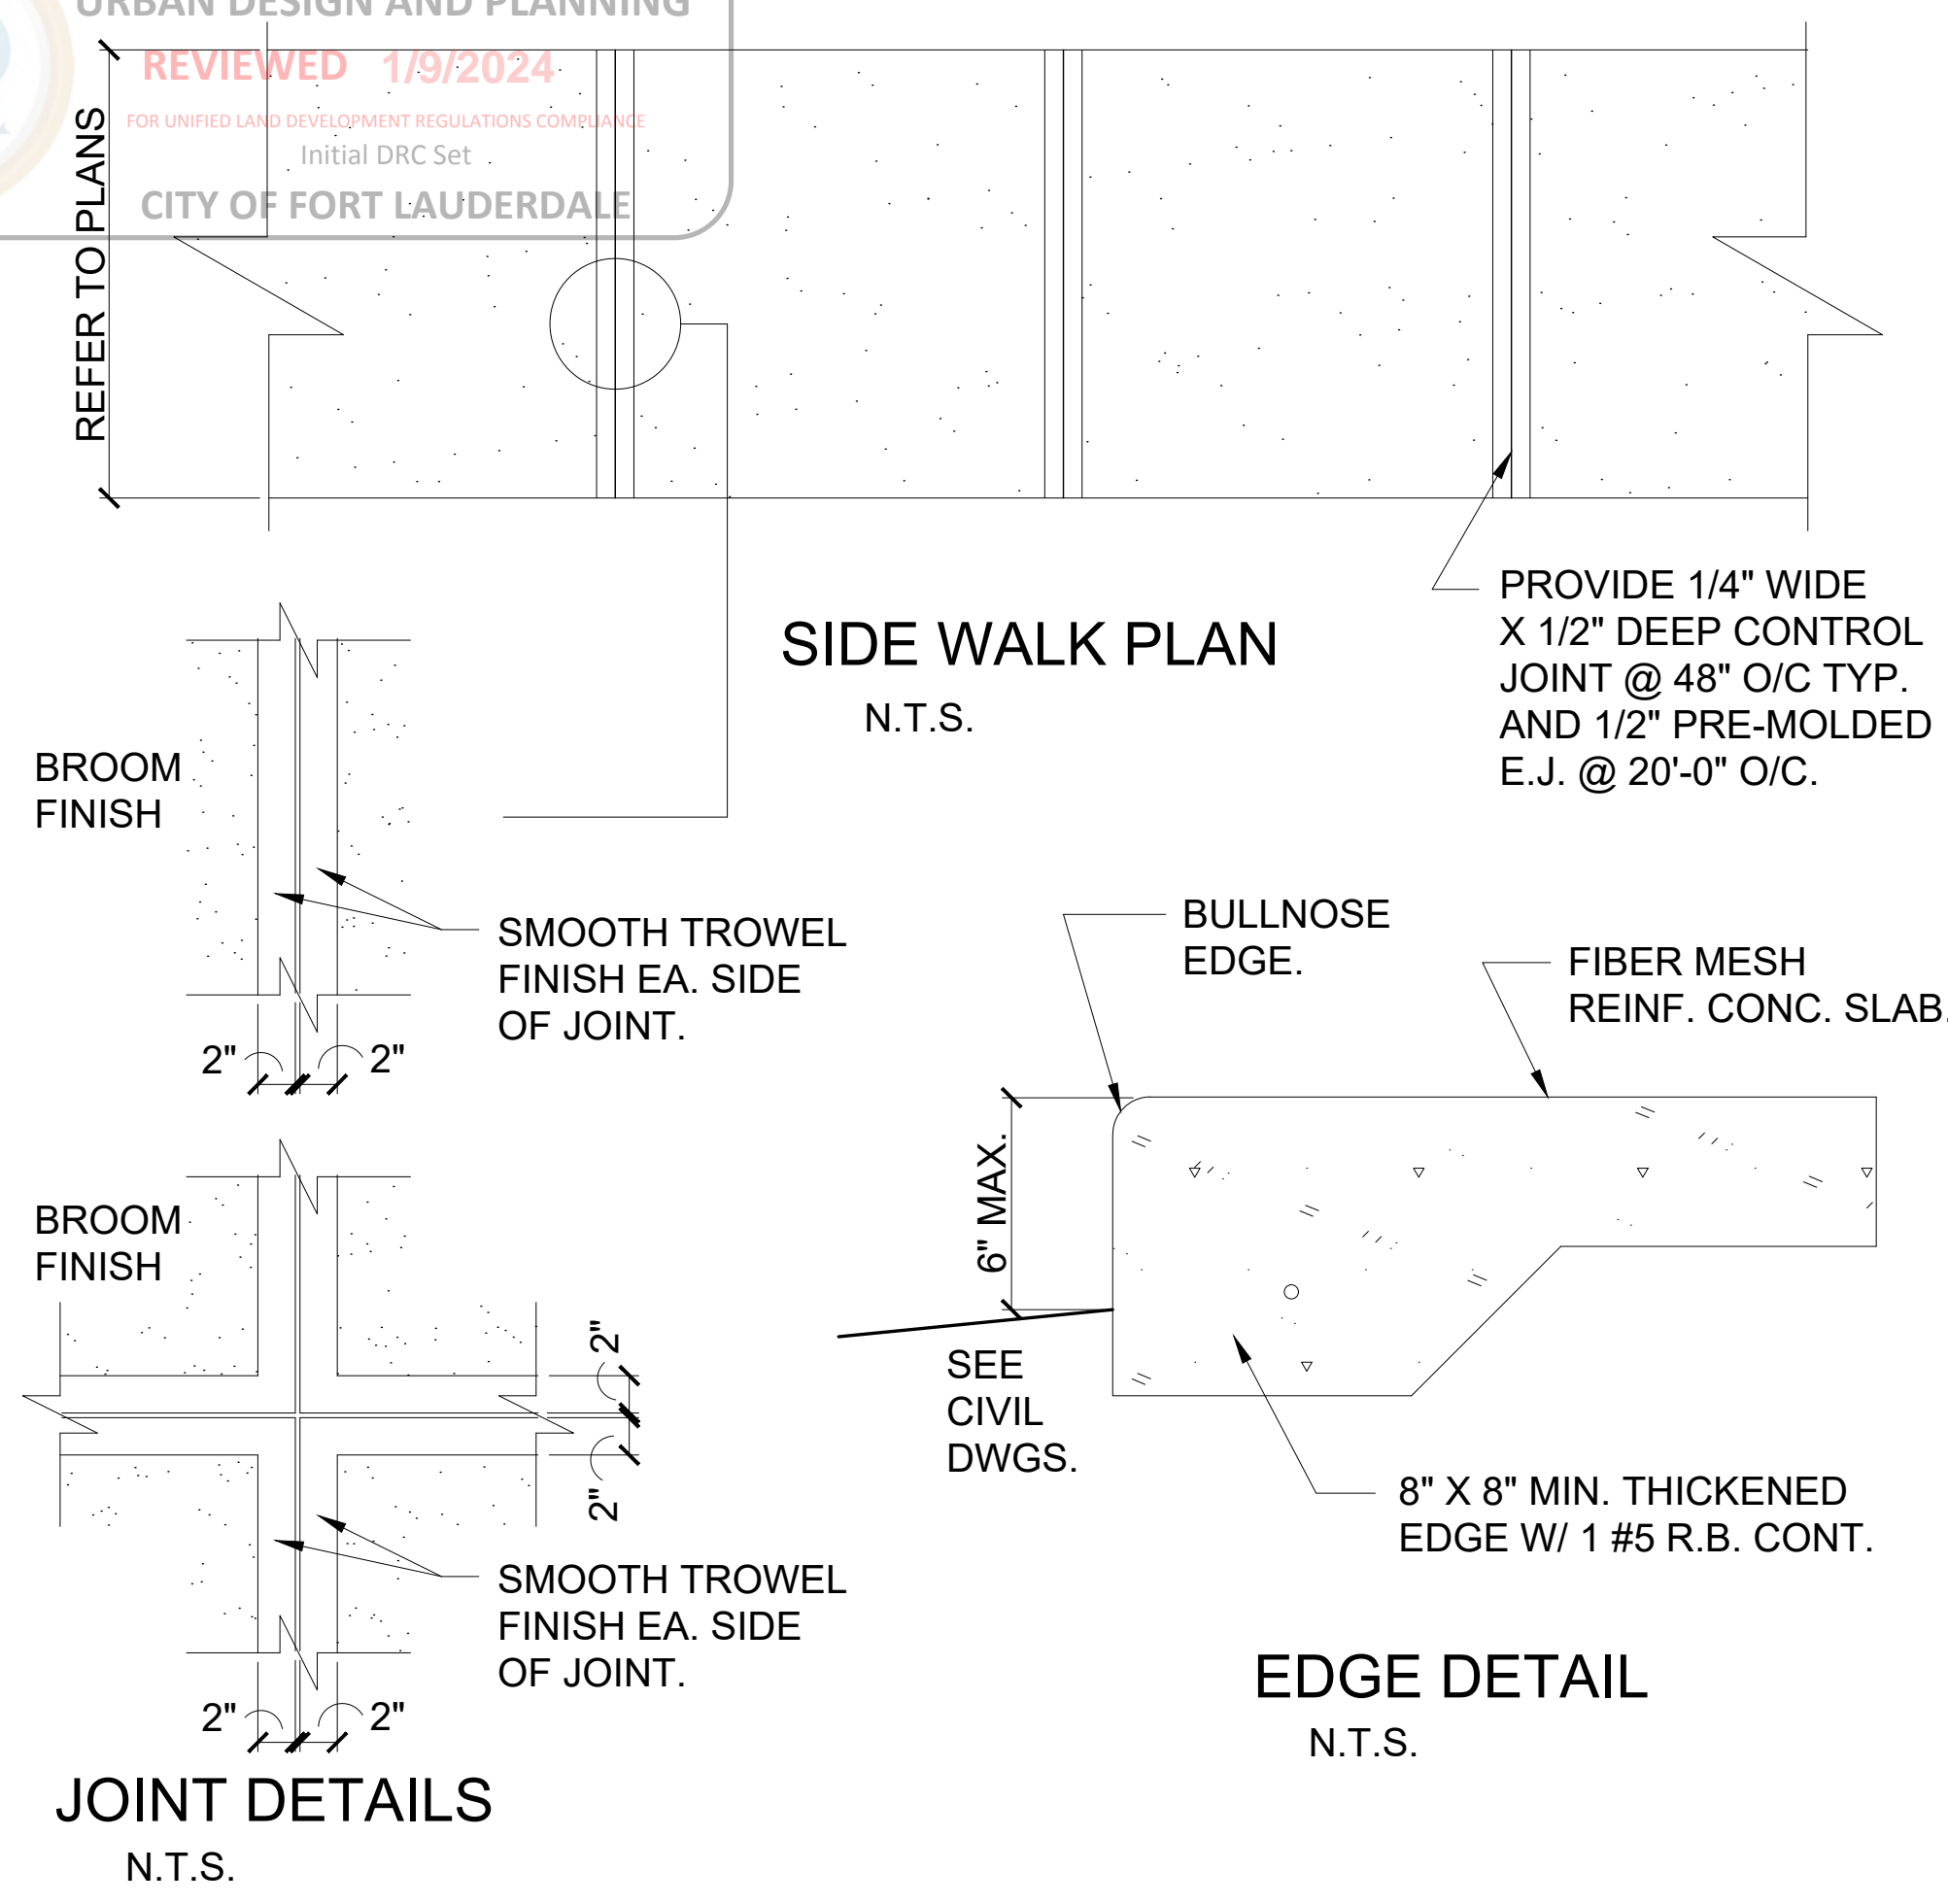 URBAN DESIGN AND PLANNING
REVIEWED 1/9/2024
FOR UNIFIED LAND DEVELOPMENT REGULATIONS COMPLIANCE
Initial DRC Set
CITY OF FORT LAUDERDALE
REFER TO PLANS
SIDE WALK PLAN
N.T.S.
PROVIDE 1/4" WIDE
X 1/2" DEEP CONTROL
JOINT @ 48" O/C TYP.
AND 1/2" PRE-MOLDED
E.J. @ 20'-0" O/C.
BROOM
FINISH
SMOOTH TROWEL
FINISH EA. SIDE
OF JOINT.
2"
2"
BROOM
FINISH
2"
2"
SMOOTH TROWEL
FINISH EA. SIDE
OF JOINT.
2"
2"
JOINT DETAILS
N.T.S.
BULLNOSE
EDGE.
FIBER MESH
REINF. CONC. SLAB.
6" MAX.
SEE
CIVIL
DWGS.
8" X 8" MIN. THICKENED
EDGE W/ 1 #5 R.B. CONT.
EDGE DETAIL
N.T.S.